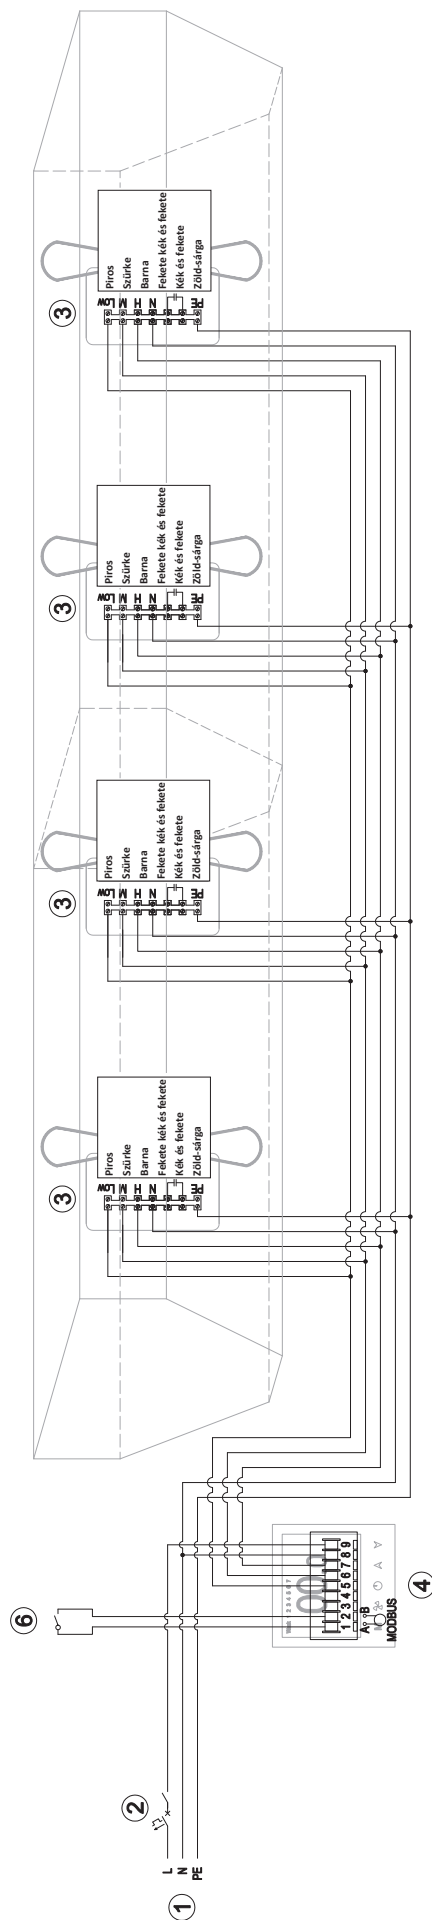 3
Low
M
H
N
PE
Piros
Szürke
Barna
Fekete kék és fekete
Kék és fekete
Zöld-sárga
3
Low
M
H
N
PE
Piros
Szürke
Barna
Fekete kék és fekete
Kék és fekete
Zöld-sárga
3
Low
M
H
N
PE
Piros
Szürke
Barna
Fekete kék és fekete
Kék és fekete
Zöld-sárga
3
Low
M
H
N
PE
Piros
Szürke
Barna
Fekete kék és fekete
Kék és fekete
Zöld-sárga
6
1 2 3 4 5 6 7 8 9
A B
MODBUS
4
2
L
N
PE
1